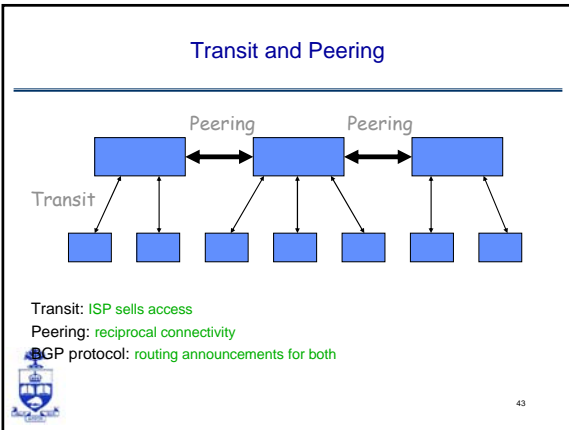 Transit and Peering
Peering Peering
Transit
Transit: ISP sells access
Peering: reciprocal connectivity
BGP protocol: routing announcements for both
43